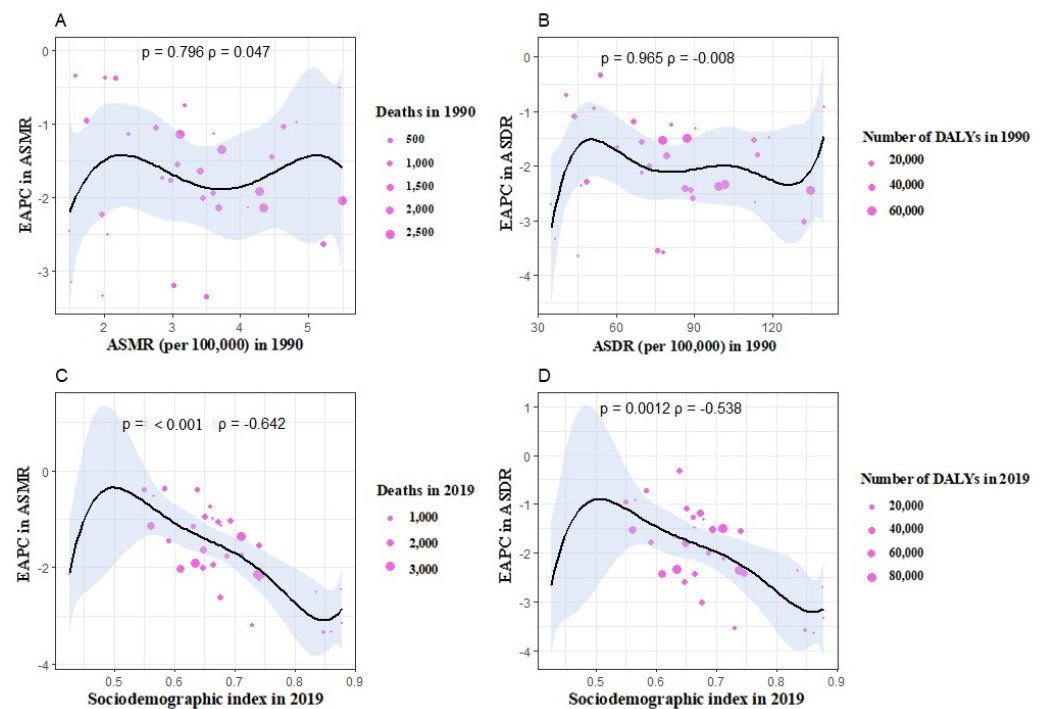 A
p = 0.796 ρ = 0.047
EAPC in ASMR
0
-1
-2
-3
2
3
4
5
ASMR (per 100,000) in 1990
Deaths in 1990
500
1,000
1,500
2,000
2,500
B
p = 0.965 ρ = -0.008
EAPC in ASDR
0
-1
-2
-3
-4
30
60
90
120
ASDR (per 100,000) in 1990
Number of DALYs in 1990
20,000
40,000
60,000
C
p = < 0.001 ρ = -0.642
EAPC in ASMR
0
-2
-4
0.5
0.6
0.7
0.8
0.9
Sociodemographic index in 2019
Deaths in 2019
1,000
2,000
3,000
D
p = 0.0012 ρ = -0.538
EAPC in ASDR
1
0
-1
-2
-3
-4
0.5
0.6
0.7
0.8
0.9
Sociodemographic index in 2019
Number of DALYs in 2019
20,000
40,000
60,000
80,000